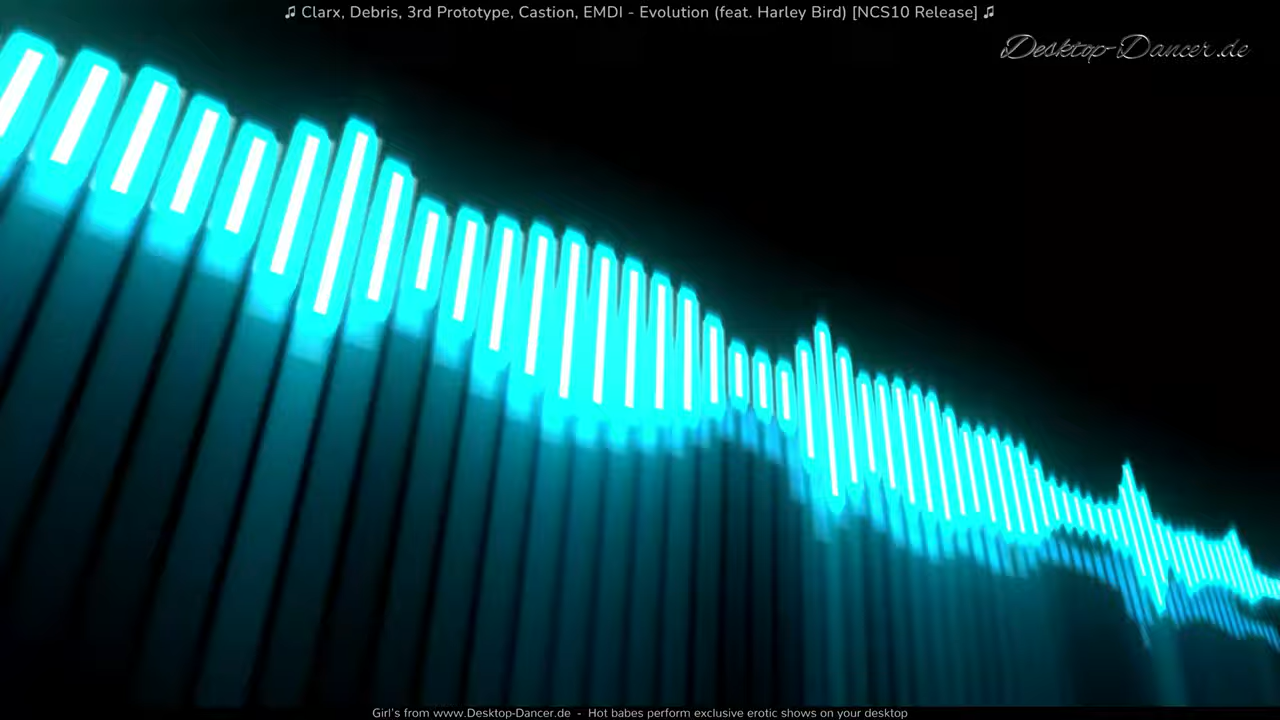 ♫ Clarx, Debris, 3rd Prototype, Castion, EMDI - Evolution (feat. Harley Bird) [NCS10 Release] ♫
Desktop-Dancer.de
Girl's from www.Desktop-Dancer.de - Hot babes perform exclusive erotic shows on your desktop